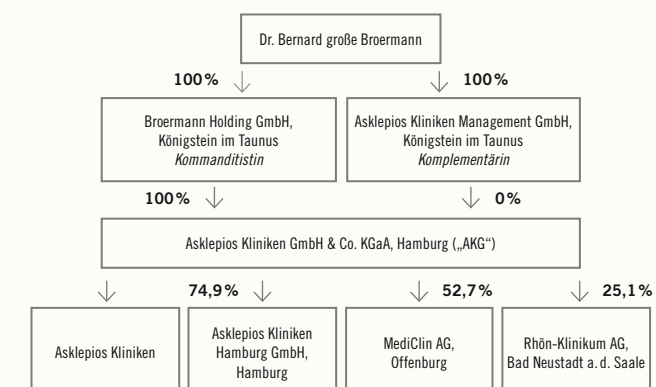 Dr. Bernard große Broermann
100% 100%
Broermann Holding GmbH,
Königstein im Taunus
Kommanditistin
Asklepios Kliniken Management GmbH,
Königstein im Taunus
Komplementärin
100% 0%
Asklepios Kliniken GmbH & Co. KGaA, Hamburg („AKG“)
74,9% 52,7% 25,1%
Asklepios Kliniken
Asklepios Kliniken
Hamburg GmbH,
Hamburg
MediClin AG,
Offenburg
Rhön-Klinikum AG,
Bad Neustadt a. d. Saale